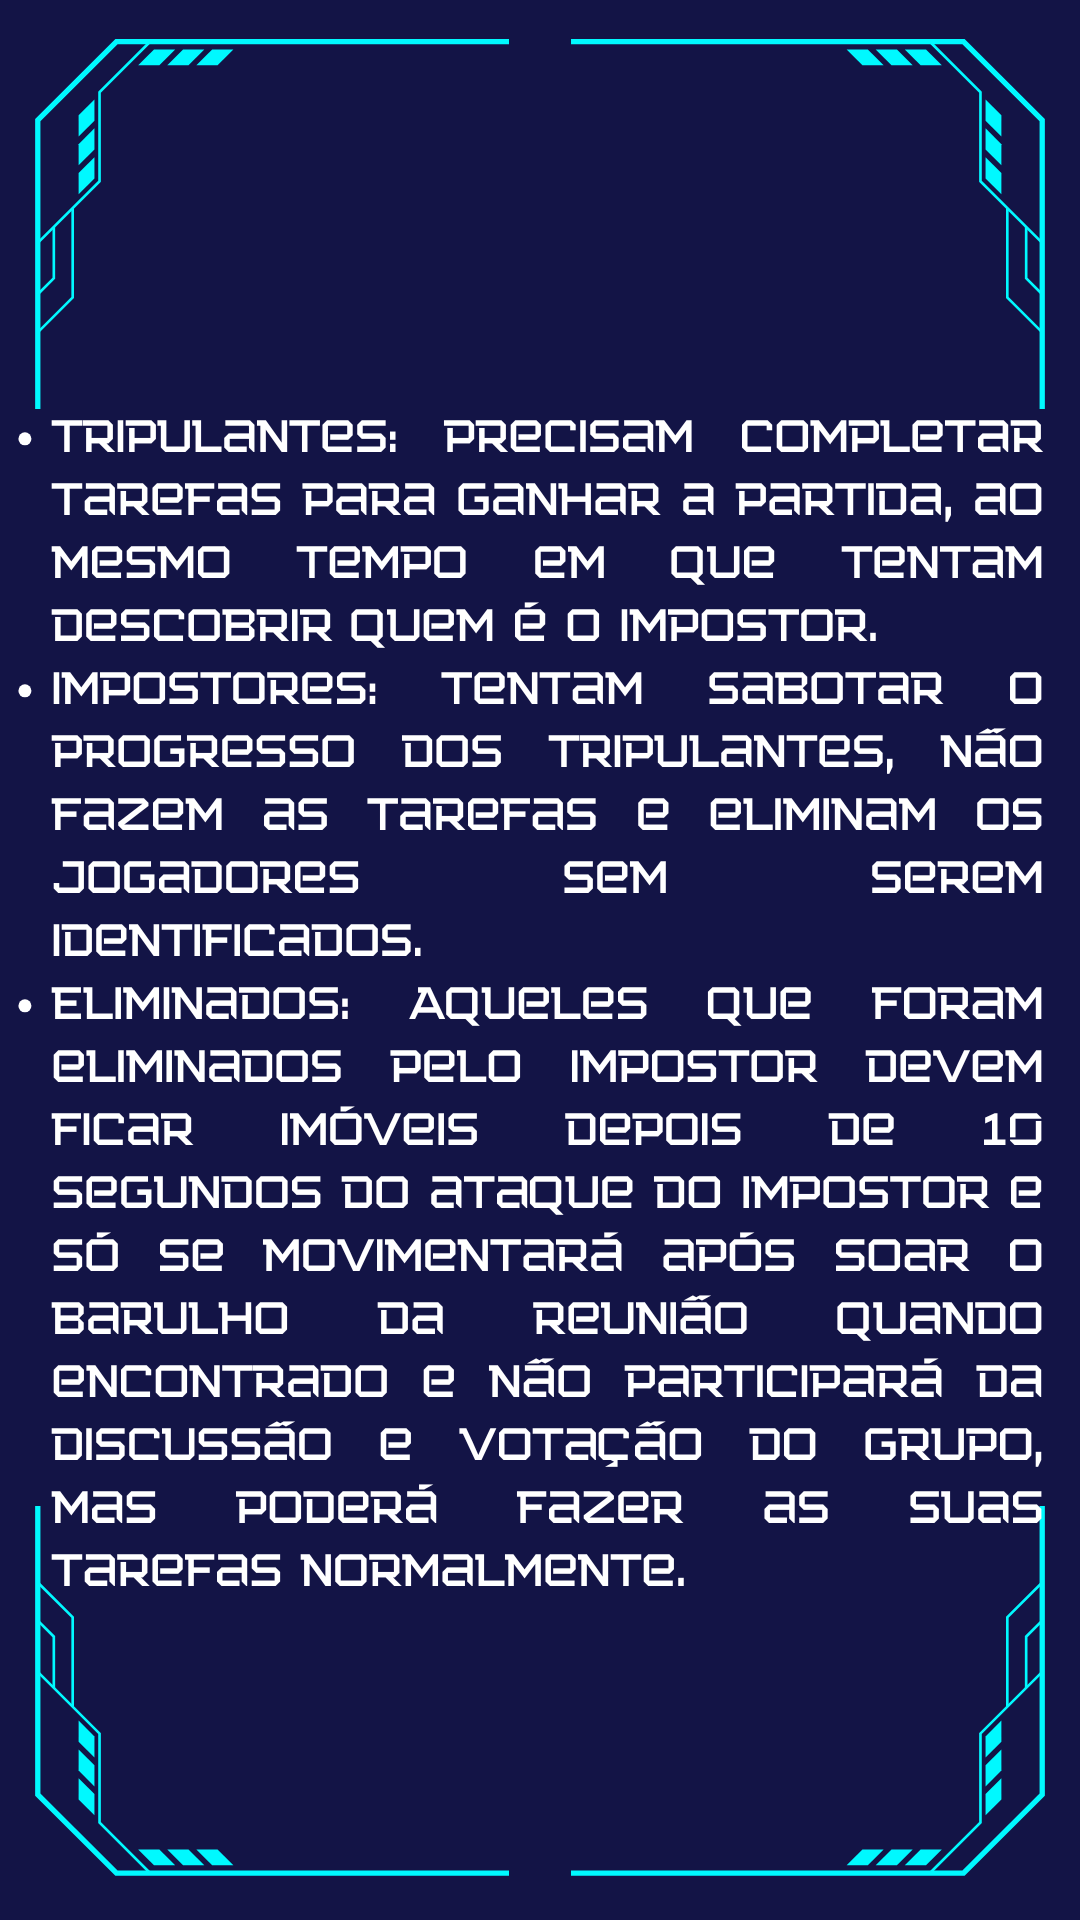 • TRIPULANTES: PRECISAM COMPLETAR
TAREFAS PARA GANHAR A PARTIDA, AO
MESMO TEMPO EM QUE TENTAM
DESCOBRIR QUEM É O IMPOSTOR.
• IMPOSTORES: TENTAM SABOTAR O
PROGRESSO DOS TRIPULANTES, NÃO
FAZEM AS TAREFAS E ELIMINAM OS
JOGADORES SEM SEREM
IDENTIFICADOS.
• ELIMINADOS: AQUELES QUE FORAM
ELIMINADOS PELO IMPOSTOR DEVEM
FICAR IMÓVEIS DEPOIS DE 10
SEGUNDOS DO ATAQUE DO IMPOSTOR E
SÓ SE MOVIMENTARÁ APÓS SOAR O
BARULHO DA REUNIÃO QUANDO
ENCONTRADO E NÃO PARTICIPARÁ DA
DISCUSSÃO E VOTAÇÃO DO GRUPO,
MAS PODERÁ FAZER AS SUAS
TAREFAS NORMALMENTE.